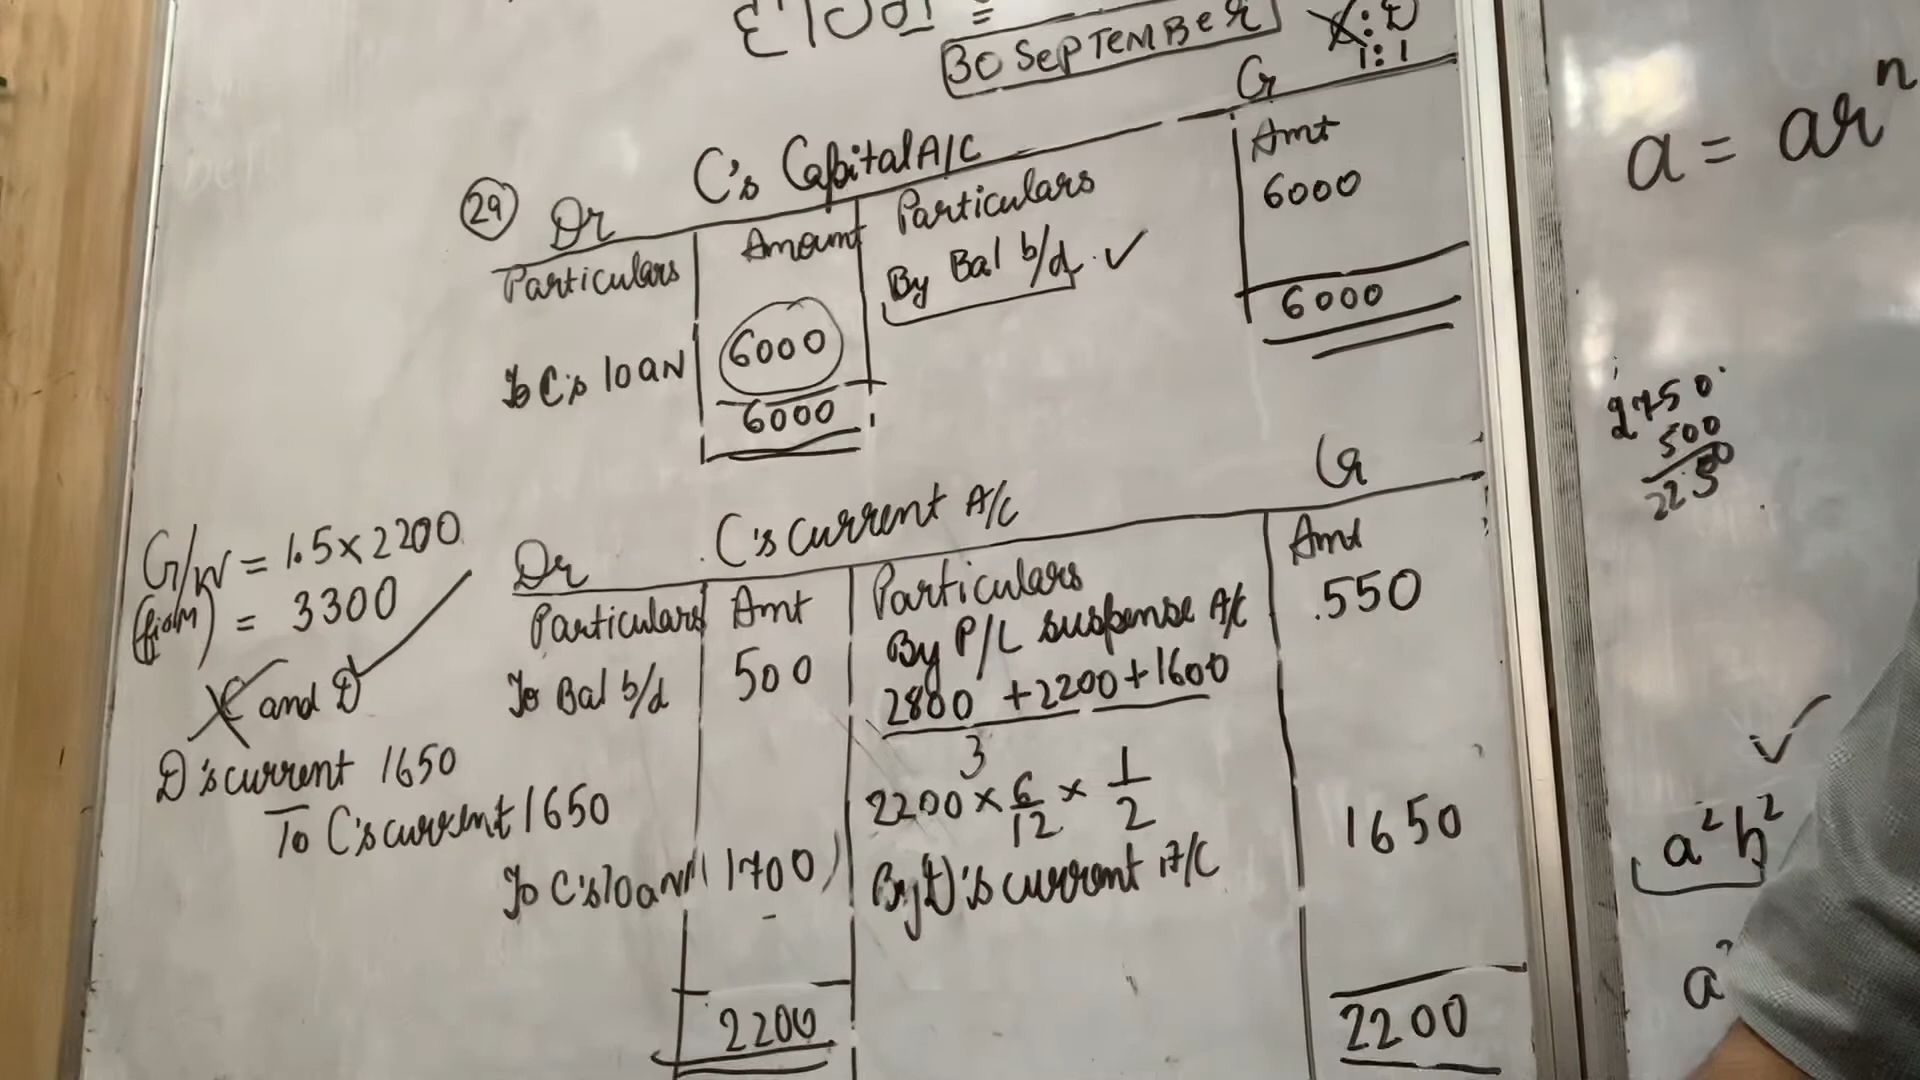 30 SEPTEMBER
C:D
1:1
29
C's Capital A/C
Dr
Cr
Particulars
Amount
Particulars
Amt
By Bal b/d ✓
6000
To C's loan
6000
6000
6000
C's current A/C
Dr
Cr
Particulars
Amt
Particulars
Amt
To Bal b/d
500
By P/L suspense A/C
550
2800 + 2200 + 1600
3
2200 × 6/12 × 1/2
To C's loan
1700
By D's current A/C
1650
2200
2200
G/W = 1.5 × 2200
(firm) = 3300
C and D
D's current 1650
To C's current 1650
a = ar^n
2750
500
2250
✓
a²b²
a